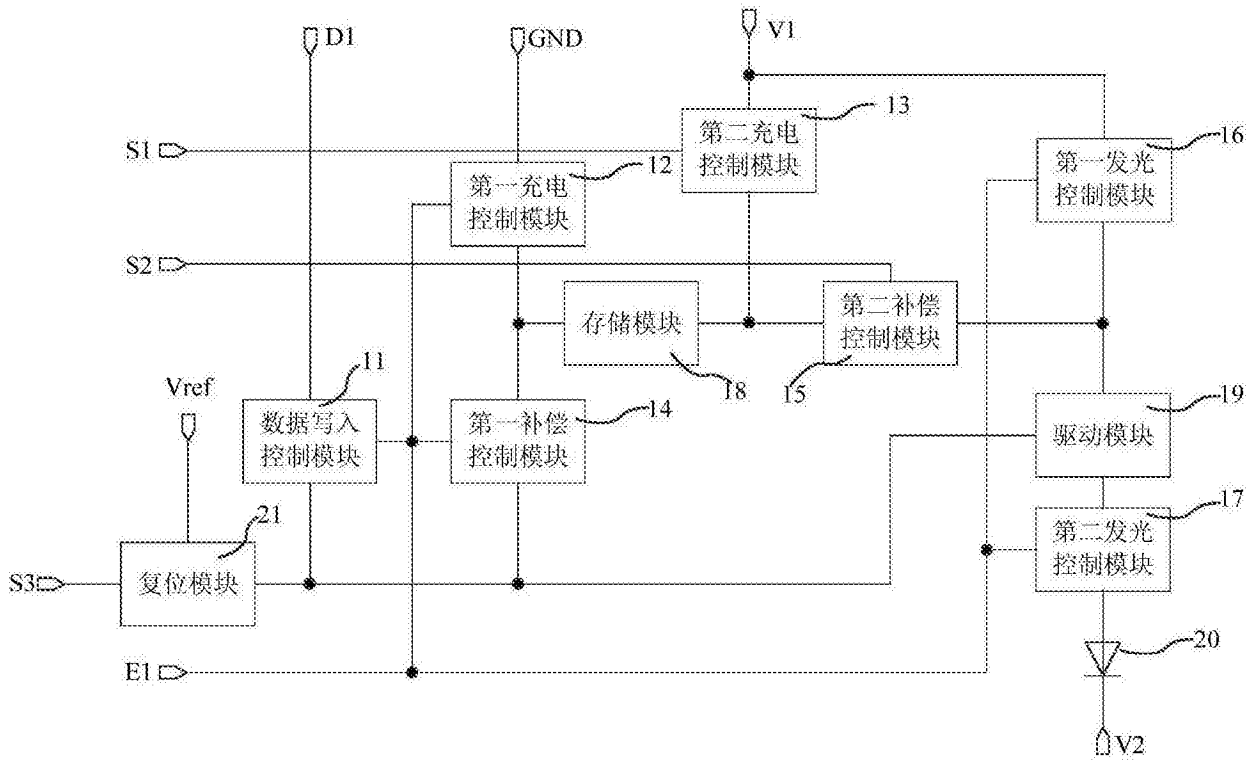 D1
GND
V1
13
第二充电
控制模块
S1
12
第一充电
控制模块
16
第一发光
控制模块
S2
存储模块
18
第二补偿
控制模块
15
Vref
11
数据写入
控制模块
14
第一补偿
控制模块
19
驱动模块
21
17
第二发光
控制模块
S3
复位模块
E1
20
V2